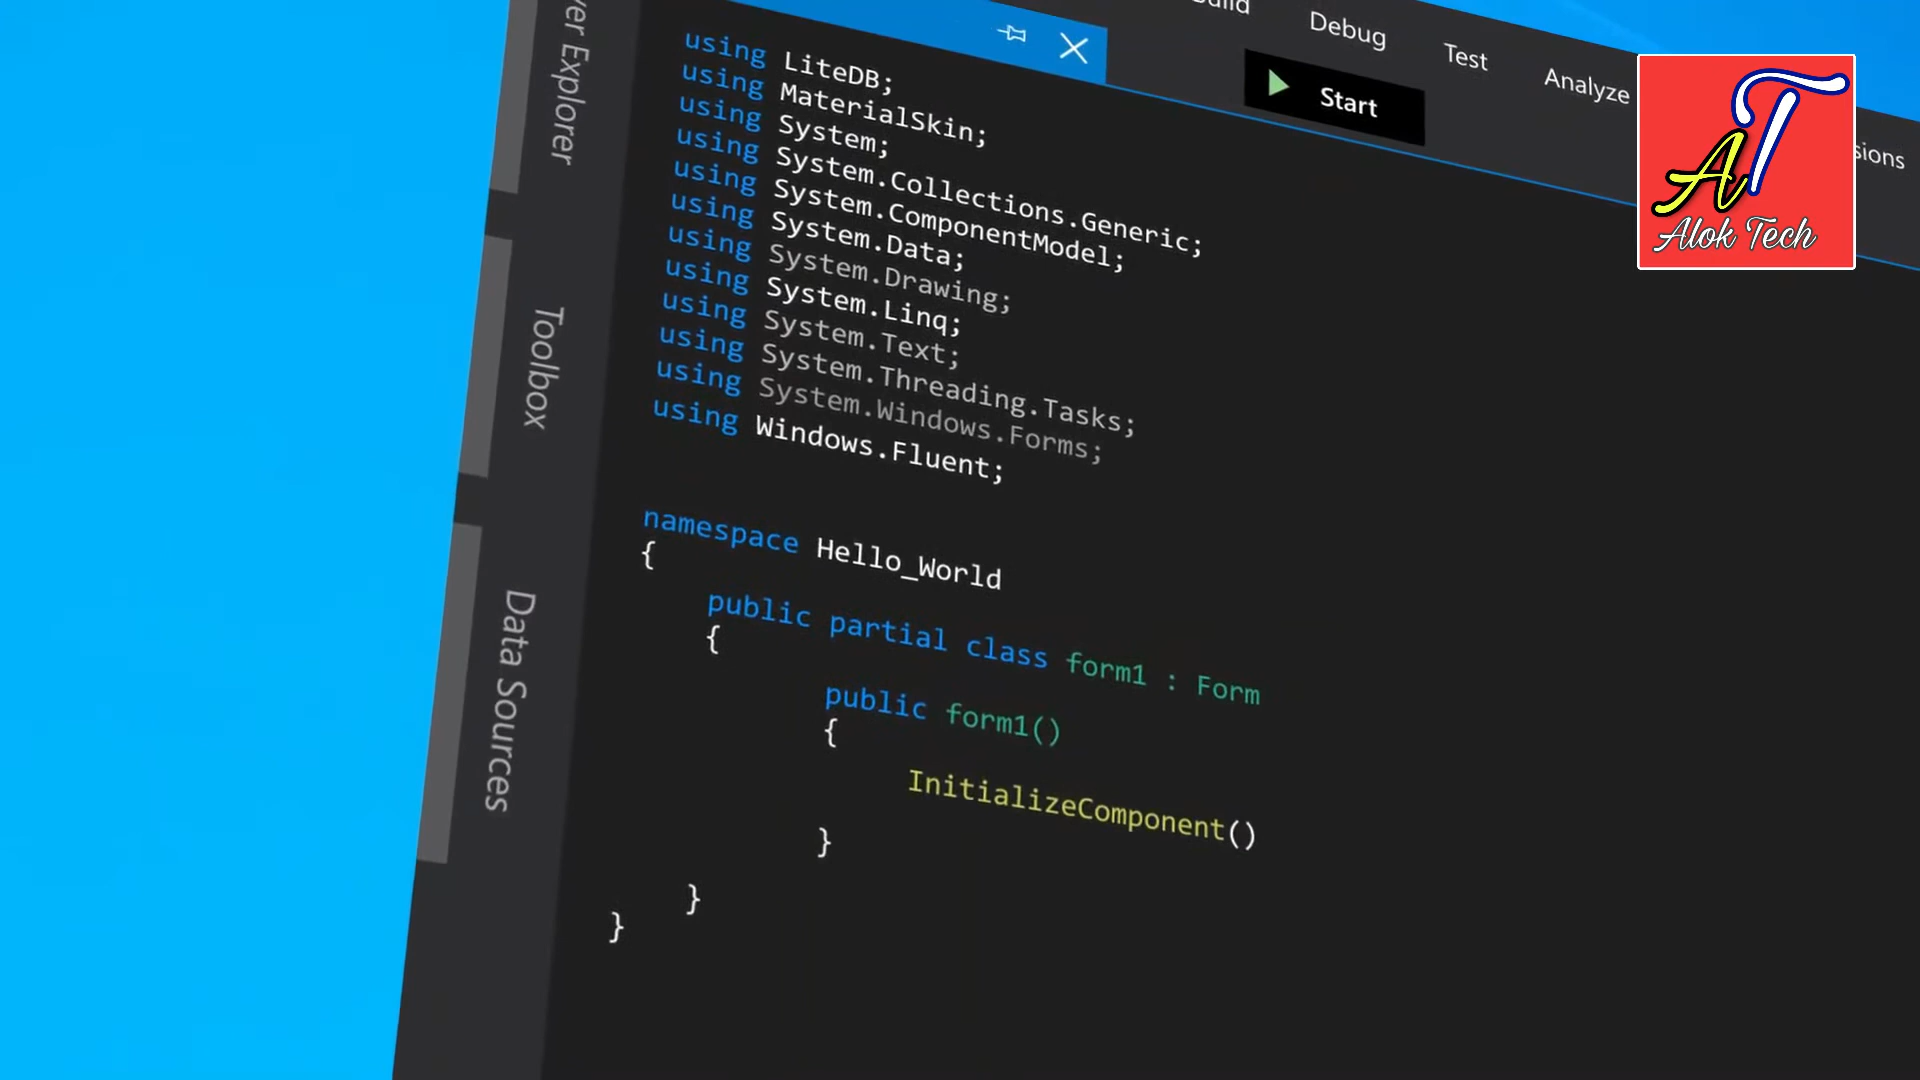 Build
Debug
Test
Analyze
Start
AT
Alok Tech
Explorer
Toolbox
Data Sources
using LiteDB;
using MaterialSkin;
using System;
using System.Collections.Generic;
using System.ComponentModel;
using System.Data;
using System.Drawing;
using System.Linq;
using System.Text;
using System.Threading.Tasks;
using System.Windows.Forms;
using Windows.Fluent;
namespace Hello_World
{
public partial class form1 : Form
{
public form1()
{
InitializeComponent()
}
}
}